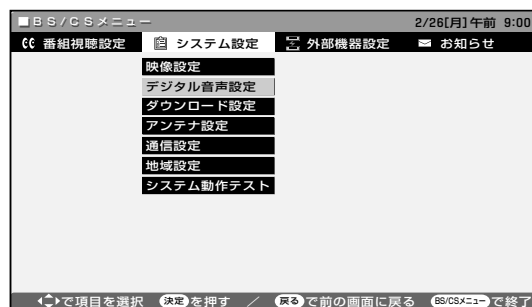 ■BS/CSメニュー 2/26[月]午前 9:00
番組視聴設定 システム設定 外部機器設定 お知らせ
映像設定
デジタル音声設定
ダウンロード設定
アンテナ設定
通信設定
地域設定
システム動作テスト
で項目を選択 決定を押す ／ 戻るで前の画面に戻る BS/CSメニューで終了